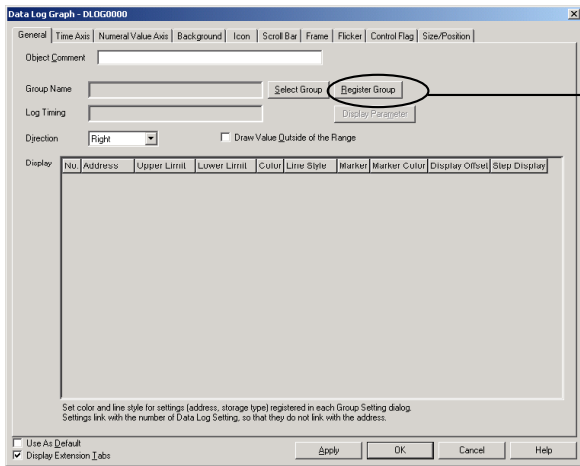 Data Log Graph - DLOG0000
General Time Axis Numeral Value Axis Background Icon Scroll Bar Frame Flicker Control Flag Size/Position
Object Comment
Group Name Select Group Register Group
Log Timing Display Parameter
Direction Right Draw Value Outside of the Range
Display No. Address Upper Limit Lower Limit Color Line Style Marker Marker Color Display Offset Step Display
Set color and line style for settings (address, storage type) registered in each Group Setting dialog.
Settings link with the number of Data Log Setting, so that they do not link with the address.
Use As Default
Display Extension Tabs Apply OK Cancel Help